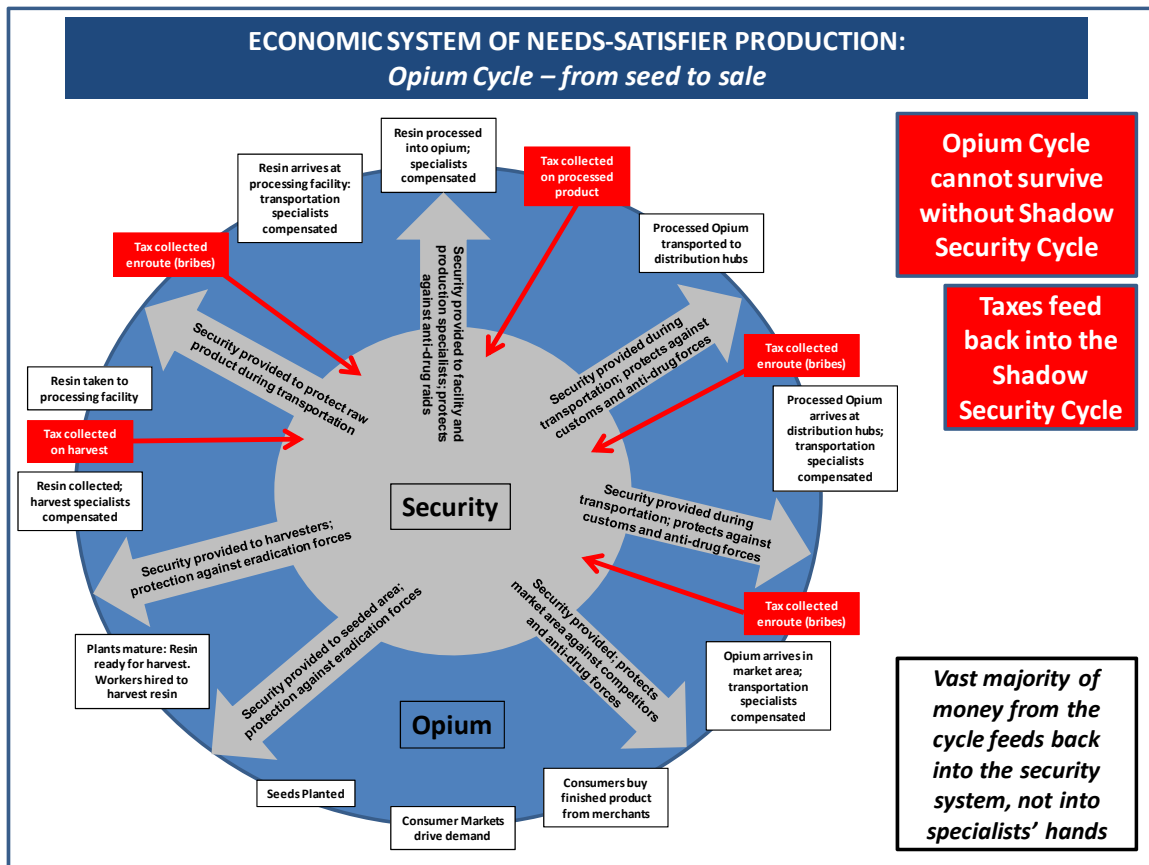 ECONOMIC SYSTEM OF NEEDS-SATISFIER PRODUCTION:
Opium Cycle – from seed to sale
Opium Cycle
cannot survive
without Shadow
Security Cycle
Taxes feed
back into the
Shadow
Security Cycle
Vast majority of
money from the
cycle feeds back
into the security
system, not into
specialists’ hands
Consumer Markets
drive demand
Seeds Planted
Security provided to seeded area;
protection against eradication forces
Plants mature: Resin
ready for harvest.
Workers hired to
harvest resin
Security provided to harvesters;
protection against eradication forces
Resin collected;
harvest specialists
compensated
Tax collected
on harvest
Resin taken to
processing facility
Security provided to protect raw
product during transportation
Tax collected
enroute (bribes)
Resin arrives at
processing facility:
transportation
specialists
compensated
Resin processed
into opium;
specialists
compensated
Security provided to facility and
production specialists; protects
against anti-drug raids
Tax collected
on processed
product
Processed Opium
transported to
distribution hubs
Security provided during
transportation; protects against
customs and anti-drug forces
Tax collected
enroute (bribes)
Processed Opium
arrives at
distribution hubs;
transportation
specialists
compensated
Security provided during
transportation; protects against
customs and anti-drug forces
Tax collected
enroute (bribes)
Opium arrives in
market area;
transportation
specialists
compensated
Security provided; protects
market area against competitors
and anti-drug forces
Consumers buy
finished product
from merchants
Security
Opium